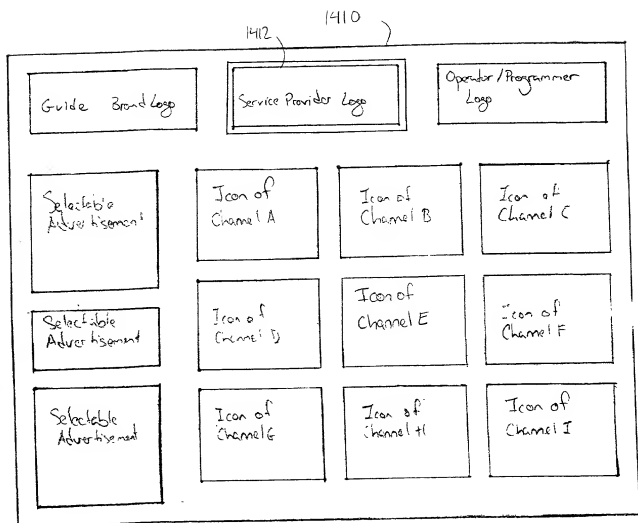 1410
1412
Guide Brand Logo
Service Provider Logo
Operator/Programmer
Logo
Selectable
Advertisement
Icon of
Channel A
Icon of
Channel B
Icon of
Channel C
Selectable
Advertisement
Icon of
Channel D
Icon of
Channel E
Icon of
Channel F
Selectable
Advertisement
Icon of
Channel G
Icon of
Channel H
Icon of
Channel I